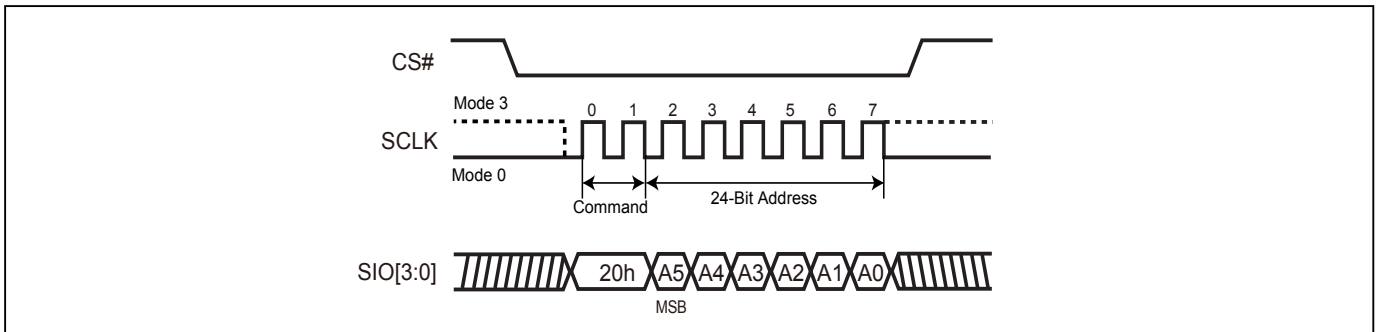 CS#
Mode 3
0 1 2 3 4 5 6 7
SCLK
Mode 0
Command
24-Bit Address
SIO[3:0]
20h A5 A4 A3 A2 A1 A0
MSB